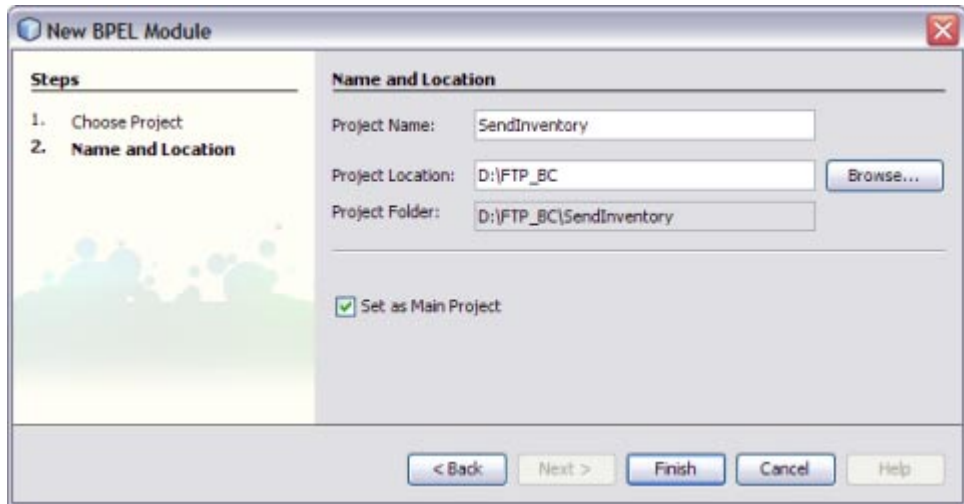 New BPEL Module
Steps
1. Choose Project
2. Name and Location
Name and Location
Project Name: SendInventory
Project Location: D:\FTP_BC Browse...
Project Folder: D:\FTP_BC\SendInventory
Set as Main Project
< Back Next > Finish Cancel Help